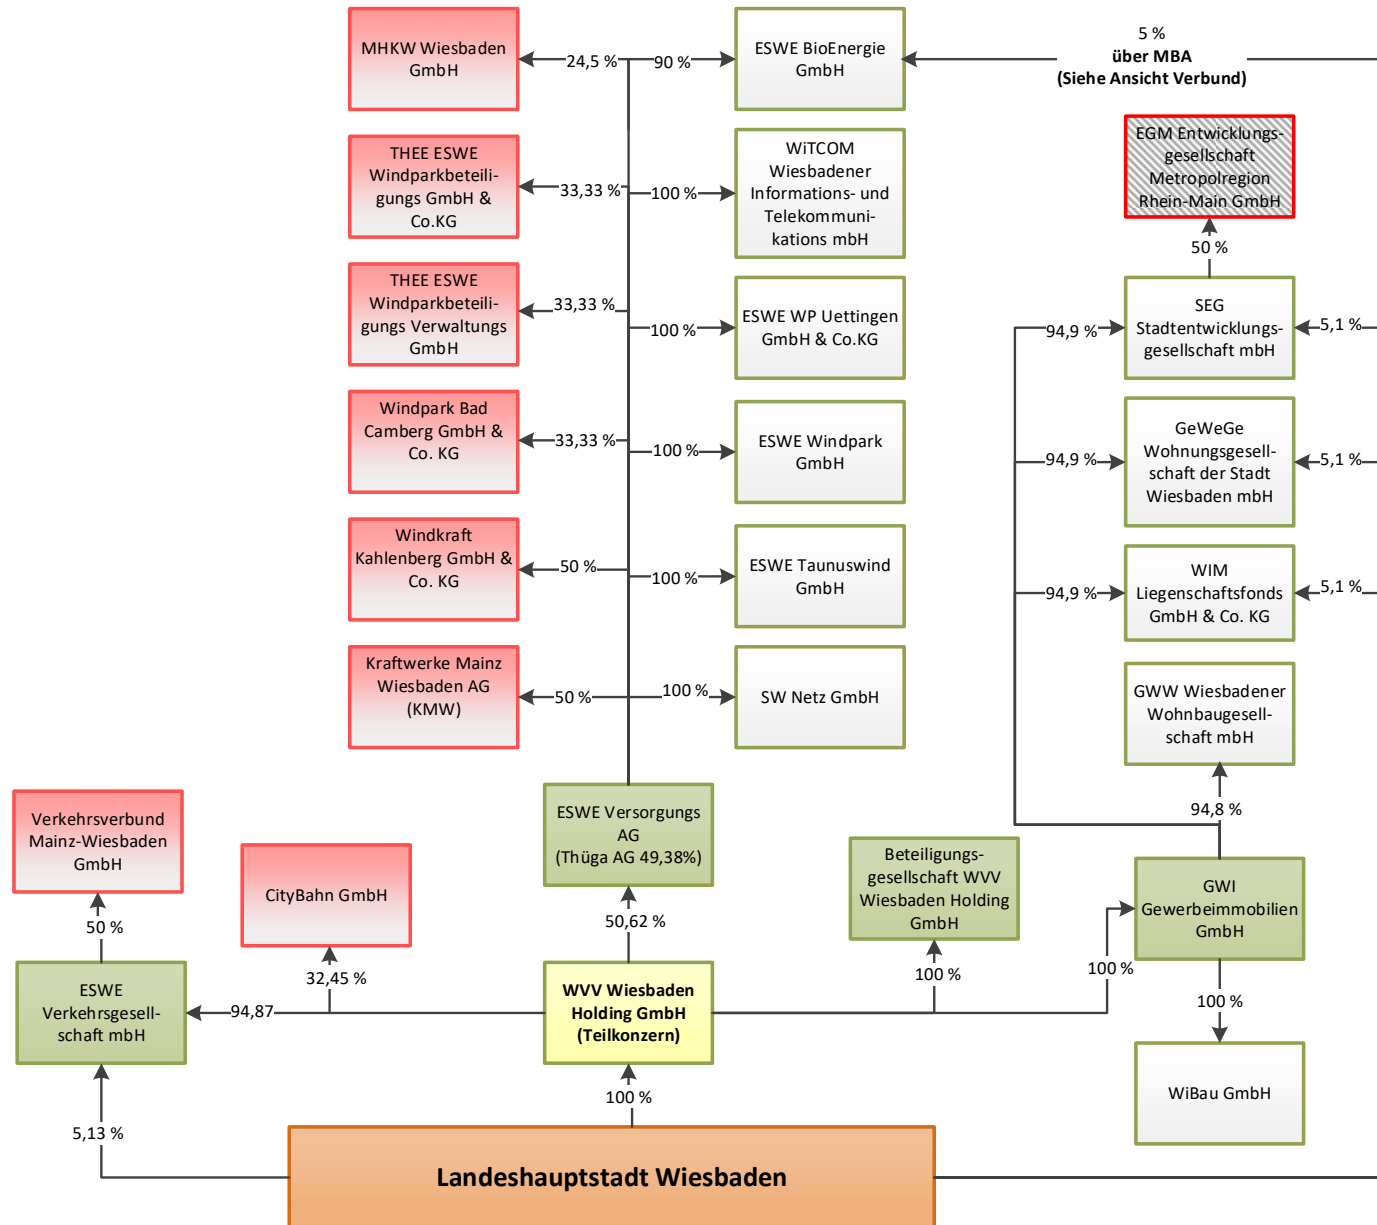 5 %
über MBA
(Siehe Ansicht Verbund)
MHKW Wiesbaden
GmbH
24,5 %
90 %
ESWE BioEnergie
GmbH
EGM Entwicklungs-
gesellschaft
Metropolregion
Rhein-Main GmbH
50 %
THEE ESWE
Windparkbeteili-
gungs GmbH &
Co.KG
33,33 %
100 %
WiTCOM
Wiesbadener
Informations- und
Telekommuni-
kations mbH
THEE ESWE
Windparkbeteili-
gungs Verwaltungs
GmbH
33,33 %
100 %
ESWE WP Uettingen
GmbH & Co.KG
94,9 %
SEG
Stadtentwicklungs-
gesellschaft mbH
5,1 %
Windpark Bad
Camberg GmbH &
Co. KG
33,33 %
100 %
ESWE Windpark
GmbH
94,9 %
GeWeGe
Wohnungsgesell-
schaft der Stadt
Wiesbaden mbH
5,1 %
Windkraft
Kahlenberg GmbH &
Co. KG
50 %
100 %
ESWE Taunuswind
GmbH
94,9 %
WIM
Liegenschaftsfonds
GmbH & Co. KG
5,1 %
Kraftwerke Mainz
Wiesbaden AG
(KMW)
50 %
100 %
SW Netz GmbH
GWW Wiesbadener
Wohnbaugesell-
schaft mbH
94,8 %
Verkehrsverbund
Mainz-Wiesbaden
GmbH
50 %
CityBahn GmbH
32,45 %
ESWE Versorgungs
AG
(Thüga AG 49,38%)
50,62 %
Beteiligungs-
gesellschaft WVV
Wiesbaden Holding
GmbH
100 %
GWI
Gewerbeimmobilien
GmbH
100 %
100 %
ESWE
Verkehrsgesell-
schaft mbH
94,87
WVV Wiesbaden
Holding GmbH
(Teilkonzern)
WiBau GmbH
5,13 %
100 %
Landeshauptstadt Wiesbaden